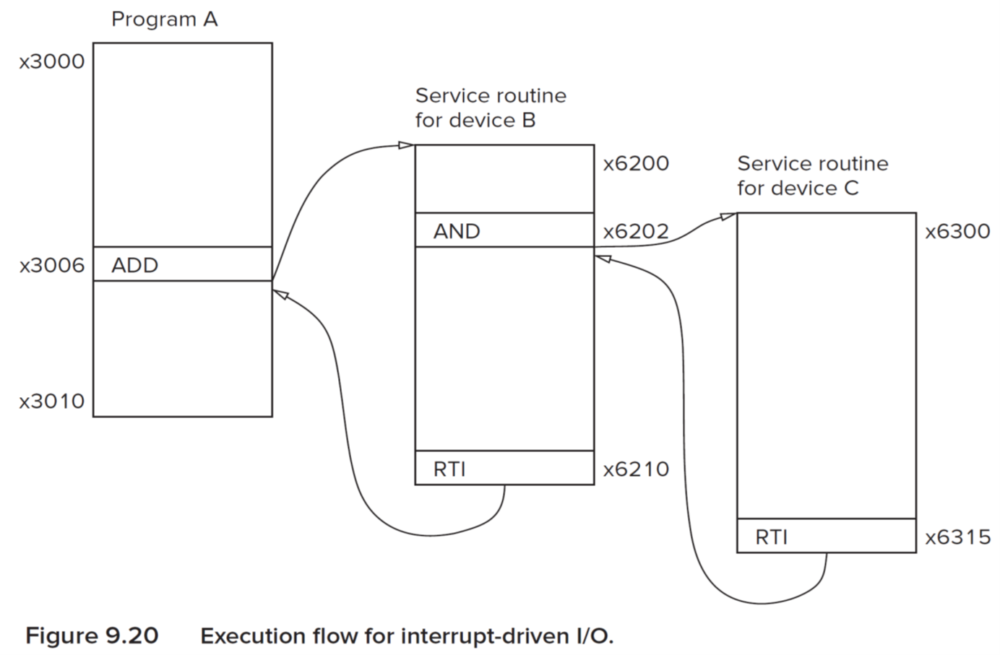 Program A
x3000
x3006
ADD
x3010
Service routine
for device B
x6200
AND
x6202
RTI
x6210
Service routine
for device C
x6300
RTI
x6315
Figure 9.20 Execution flow for interrupt-driven I/O.